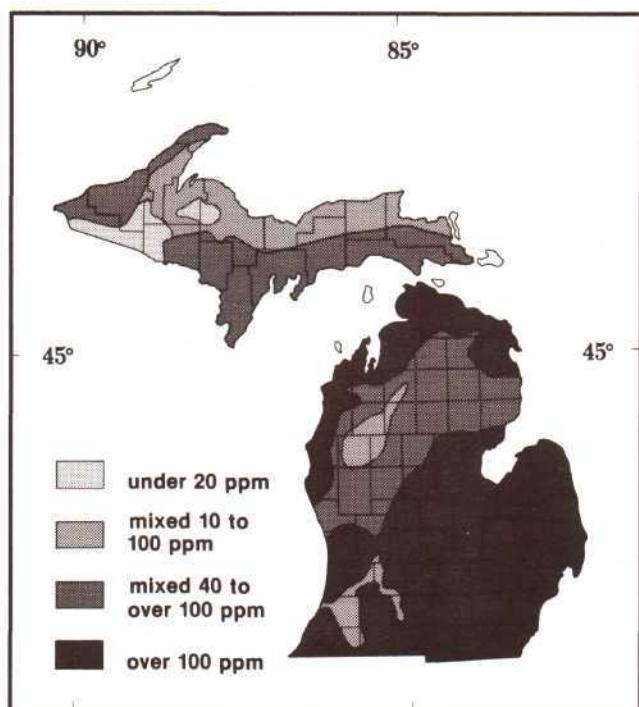 90° 85°
45° 45°
under 20 ppm
mixed 10 to
100 ppm
mixed 40 to
over 100 ppm
over 100 ppm